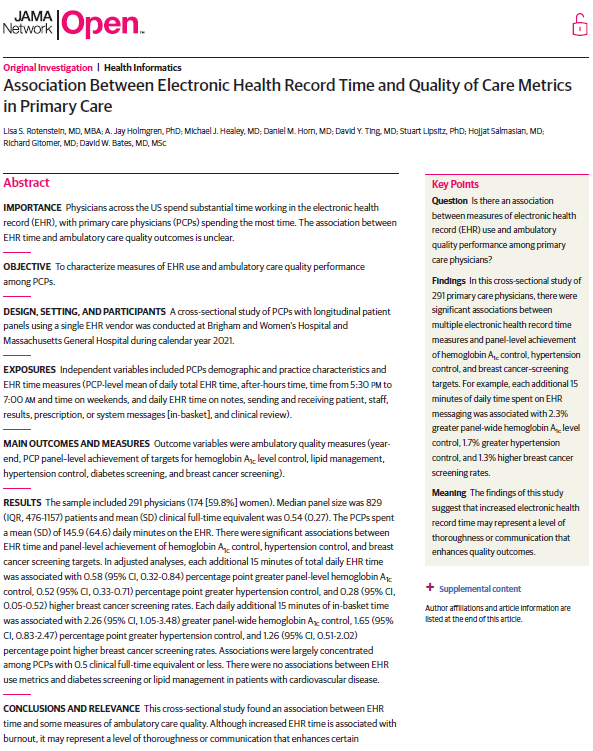 JAMA
Network
Open™
Original Investigation | Health Informatics
Association Between Electronic Health Record Time and Quality of Care Metrics
in Primary Care
Lisa S. Rotenstein, MD, MBA; A. Jay Holmgren, PhD; Michael J. Healey, MD; Daniel M. Horn, MD; David Y. Ting, MD; Stuart Lipsitz, PhD; Hojjat Salmasian, MD;
Richard Gitomer, MD; David W. Bates, MD, MSc
Abstract
IMPORTANCE Physicians across the US spend substantial time working in the electronic health
record (EHR), with primary care physicians (PCPs) spending the most time. The association between
EHR time and ambulatory care quality outcomes is unclear.
OBJECTIVE To characterize measures of EHR use and ambulatory care quality performance
among PCPs.
DESIGN, SETTING, AND PARTICIPANTS A cross-sectional study of PCPs with longitudinal patient
panels using a single EHR vendor was conducted at Brigham and Women's Hospital and
Massachusetts General Hospital during calendar year 2021.
EXPOSURES Independent variables included PCPs demographic and practice characteristics and
EHR time measures (PCP-level mean of daily total EHR time, after-hours time, time from 5:30 PM to
7:00 AM and time on weekends, and daily EHR time on notes, sending and receiving patient, staff,
results, prescription, or system messages [in-basket], and clinical review).
MAIN OUTCOMES AND MEASURES Outcome variables were ambulatory quality measures (year-
end, PCP panel-level achievement of targets for hemoglobin A1c level control, lipid management,
hypertension control, diabetes screening, and breast cancer screening).
RESULTS The sample included 291 physicians (174 [59.8%] women). Median panel size was 829
(IQR, 476-1157) patients and mean (SD) clinical full-time equivalent was 0.54 (0.27). The PCPs spent
a mean (SD) of 145.9 (64.6) daily minutes on the EHR. There were significant associations between
EHR time and panel-level achievement of hemoglobin A1c control, hypertension control, and breast
cancer screening targets. In adjusted analyses, each additional 15 minutes of total daily EHR time
was associated with 0.58 (95% CI, 0.32-0.84) percentage point greater panel-level hemoglobin A1c
control, 0.52 (95% CI, 0.33-0.71) percentage point greater hypertension control, and 0.28 (95% CI,
0.05-0.52) higher breast cancer screening rates. Each daily additional 15 minutes of in-basket time
was associated with 2.26 (95% CI, 1.05-3.48) greater panel-wide hemoglobin A1c control, 1.65 (95%
CI, 0.83-2.47) percentage point greater hypertension control, and 1.26 (95% CI, 0.51-2.02)
percentage point higher breast cancer screening rates. Associations were largely concentrated
among PCPs with 0.5 clinical full-time equivalent or less. There were no associations between EHR
use metrics and diabetes screening or lipid management in patients with cardiovascular disease.
CONCLUSIONS AND RELEVANCE This cross-sectional study found an association between EHR
time and some measures of ambulatory care quality. Although increased EHR time is associated with
burnout, it may represent a level of thoroughness or communication that enhances certain
Key Points
Question Is there an association
between measures of electronic health
record (EHR) use and ambulatory
quality performance among primary
care physicians?
Findings In this cross-sectional study of
291 primary care physicians, there were
significant associations between
multiple electronic health record time
measures and panel-level achievement
of hemoglobin A1c control, hypertension
control, and breast cancer-screening
targets. For example, each additional 15
minutes of daily time spent on EHR
messaging was associated with 2.3%
greater panel-wide hemoglobin A1c level
control, 1.7% greater hypertension
control, and 1.3% higher breast cancer
screening rates.
Meaning The findings of this study
suggest that increased electronic health
record time may represent a level of
thoroughness or communication that
enhances quality outcomes.
+ Supplemental content
Author affiliations and article information are
listed at the end of this article.